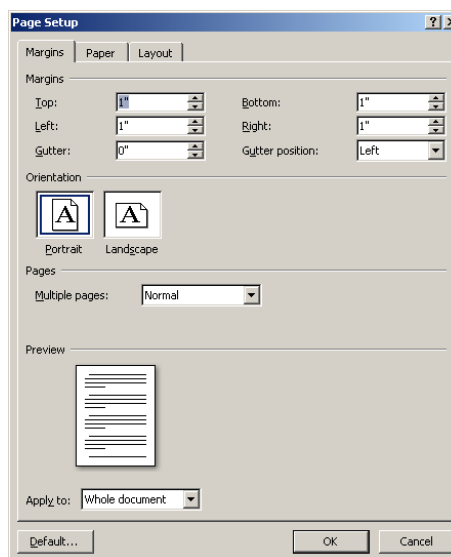 Page Setup
Margins Paper Layout
Margins
Top: 1" Bottom: 1"
Left: 1" Right: 1"
Gutter: 0" Gutter position: Left
Orientation
A A
Portrait Landscape
Pages
Multiple pages: Normal
Preview
Apply to: Whole document
Default... OK Cancel